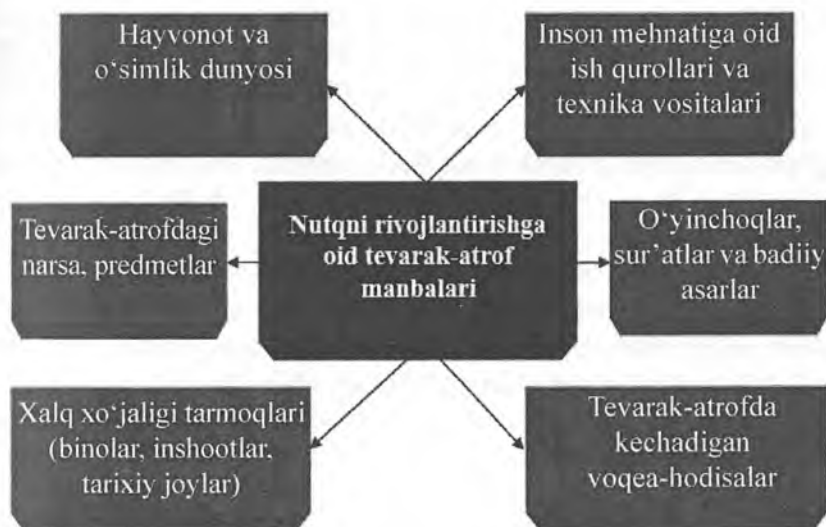 Hayvonot va
o‘simlik dunyosi
Inson mehnatiga oid
ish qurollari va
texnika vositalari
Nutqni rivojlantirishga
oid tevarak-atrof
manbalari
Tevarak-atrofdagi
narsa, predmetlar
O‘yinchoqlar,
sur’atlar va badiiy
asarlar
Xalq xo‘jaligi tarmoqlari
(binolar, inshootlar,
tarixiy joylar)
Tevarak-atrofda
kechadigan
voqea-hodisalar